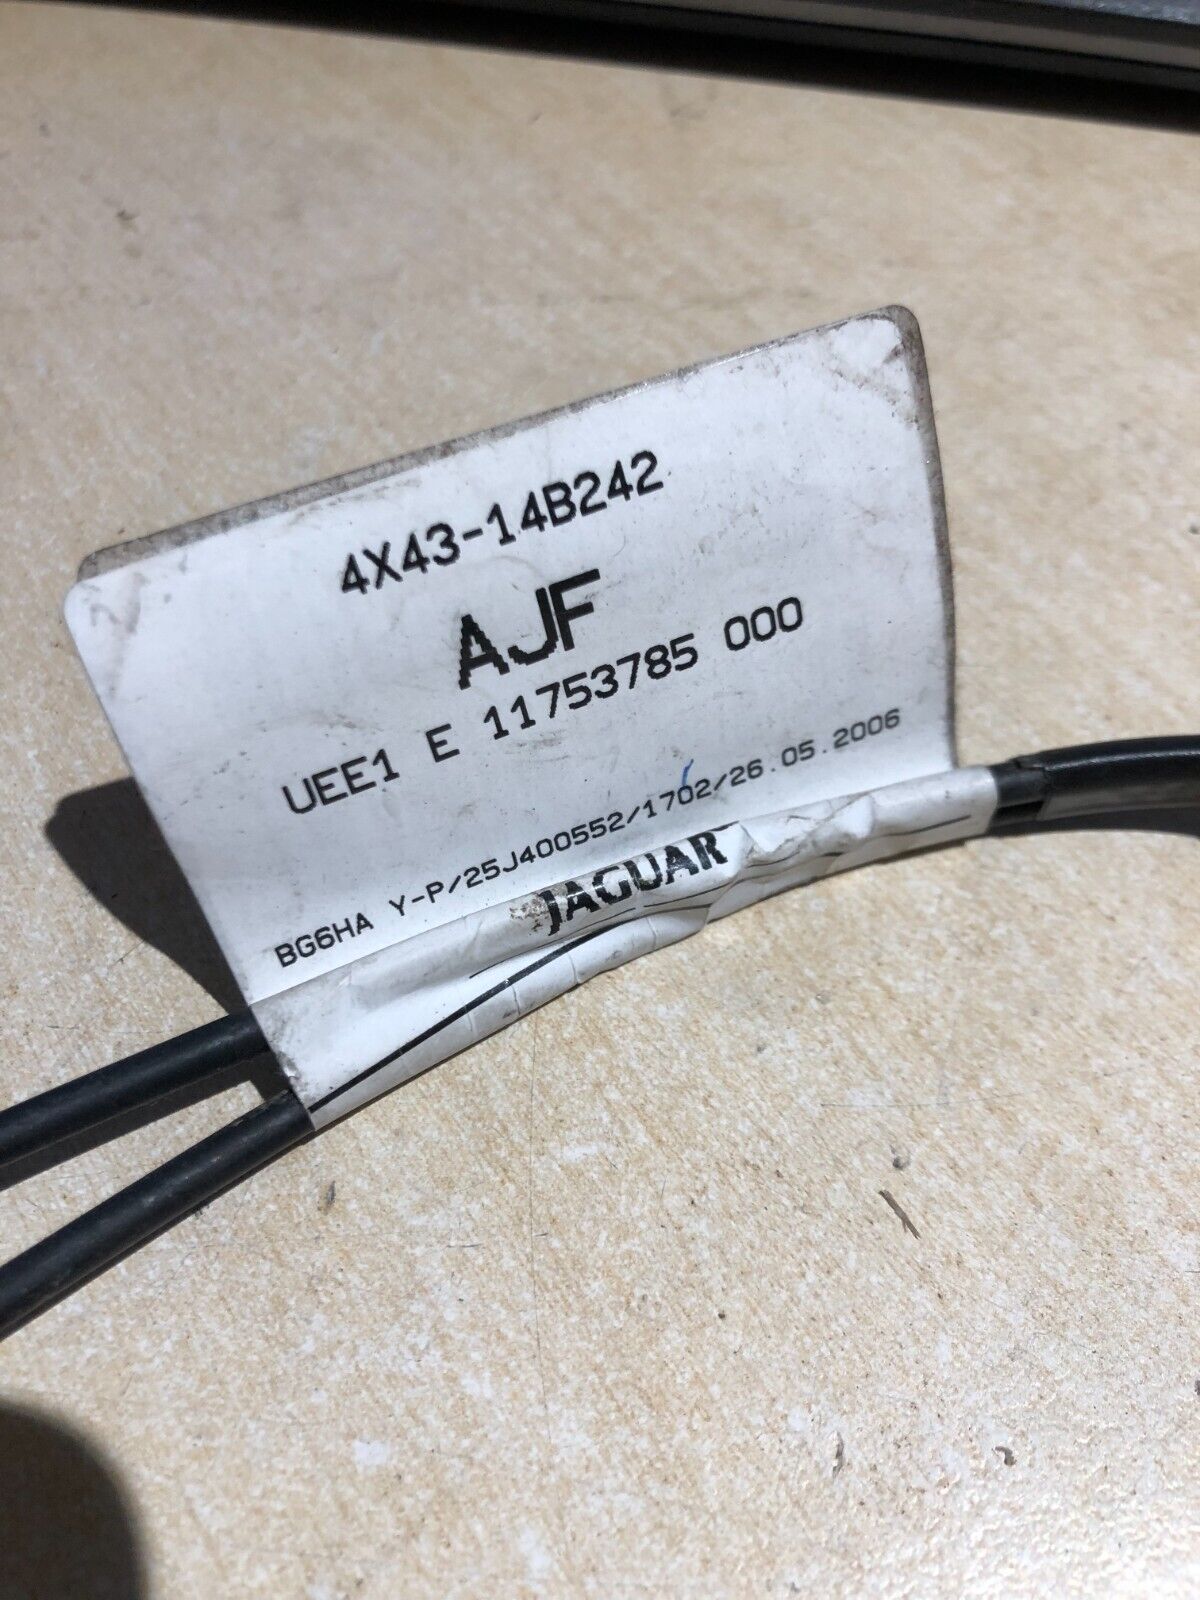 4X43-14B242
AJF
UEE1 E 11753785 000
BG6HA Y-P/25J400552/1702/26.05.2006
JAGUAR